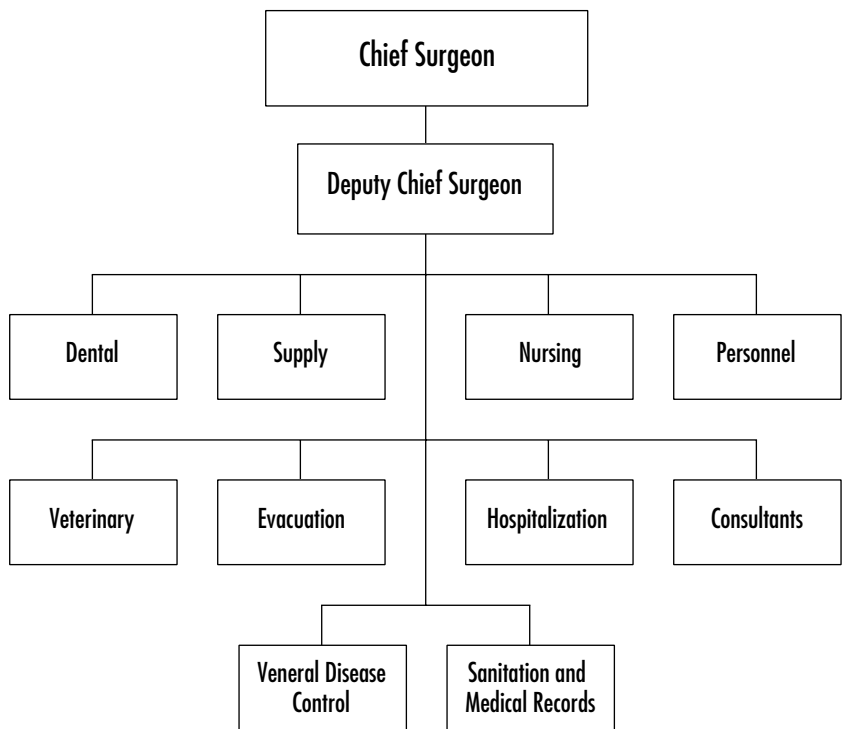 Chief Surgeon
Deputy Chief Surgeon
Dental
Supply
Nursing
Personnel
Veterinary
Evacuation
Hospitalization
Consultants
Veneral Disease
Control
Sanitation and
Medical Records